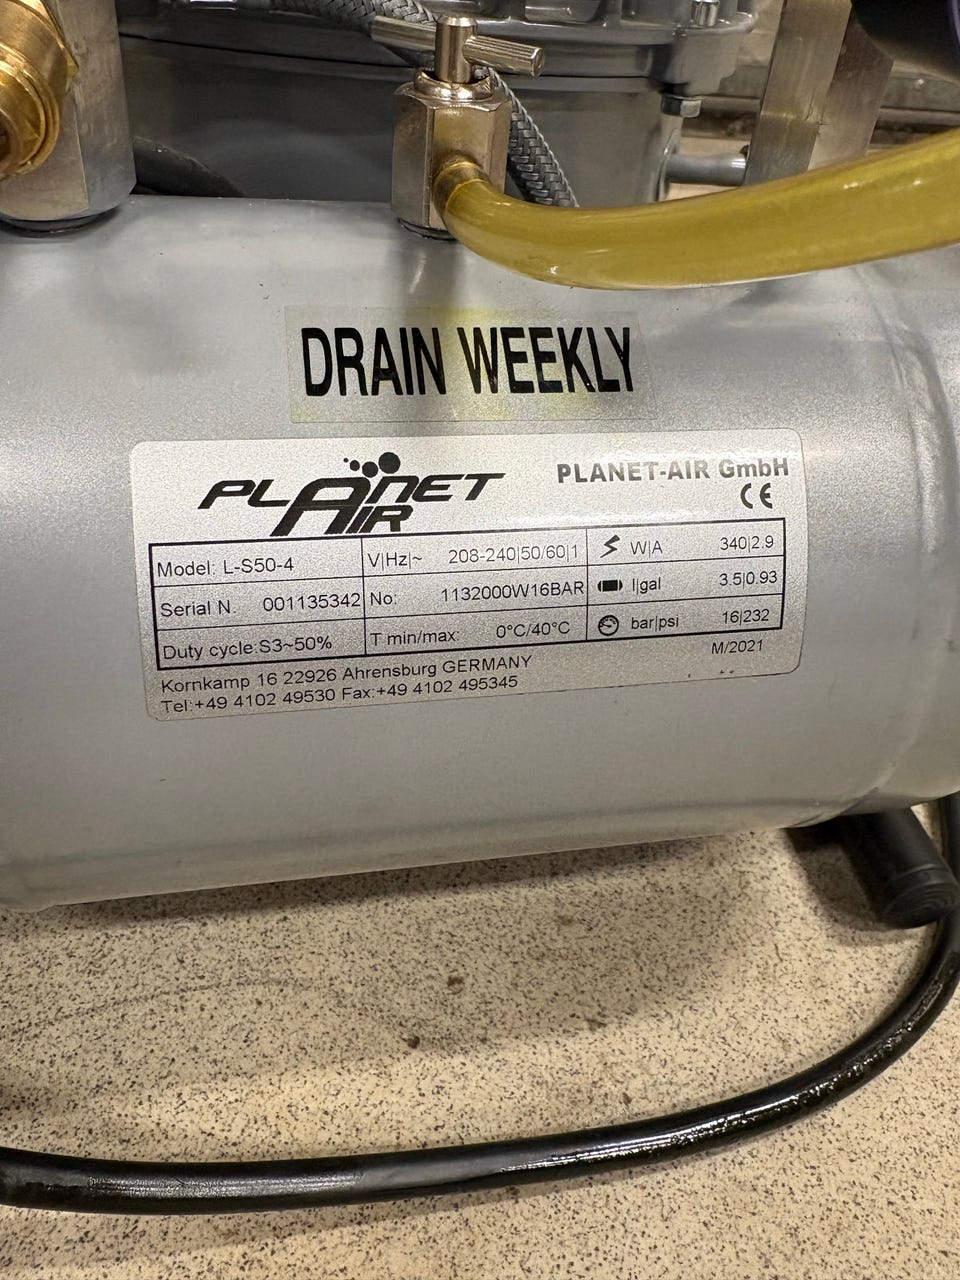 DRAIN WEEKLY
PLANET AIR
PLANET-AIR GmbH
CE
Model: L-S50-4 V|Hz|~ 208-240|50/60|1 W|A 340|2.9
Serial N 001135342 No: 1132000W16BAR l|gal 3.5|0.93
Duty cycle:S3~50% T min/max: 0°C/40°C bar|psi 16|232
Kornkamp 16 22926 Ahrensburg GERMANY M/2021
Tel:+49 4102 49530 Fax:+49 4102 495345